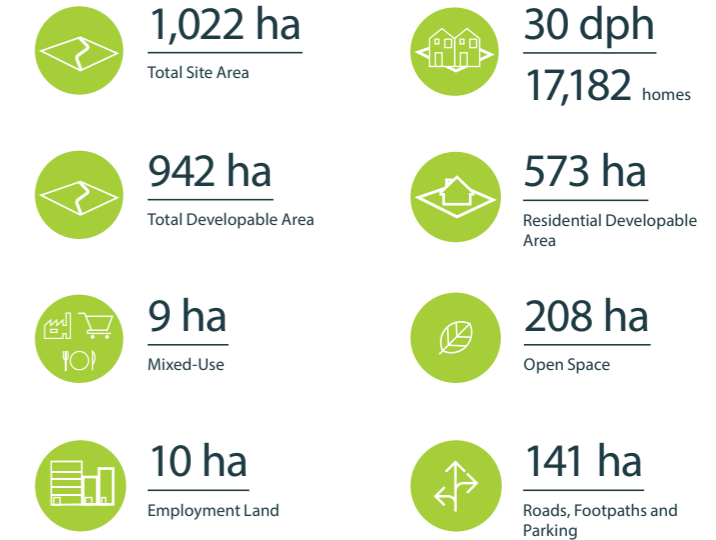 1,022 ha
Total Site Area
30 dph
17,182 homes
942 ha
Total Developable Area
573 ha
Residential Developable
Area
9 ha
Mixed-Use
208 ha
Open Space
10 ha
Employment Land
141 ha
Roads, Footpaths and
Parking